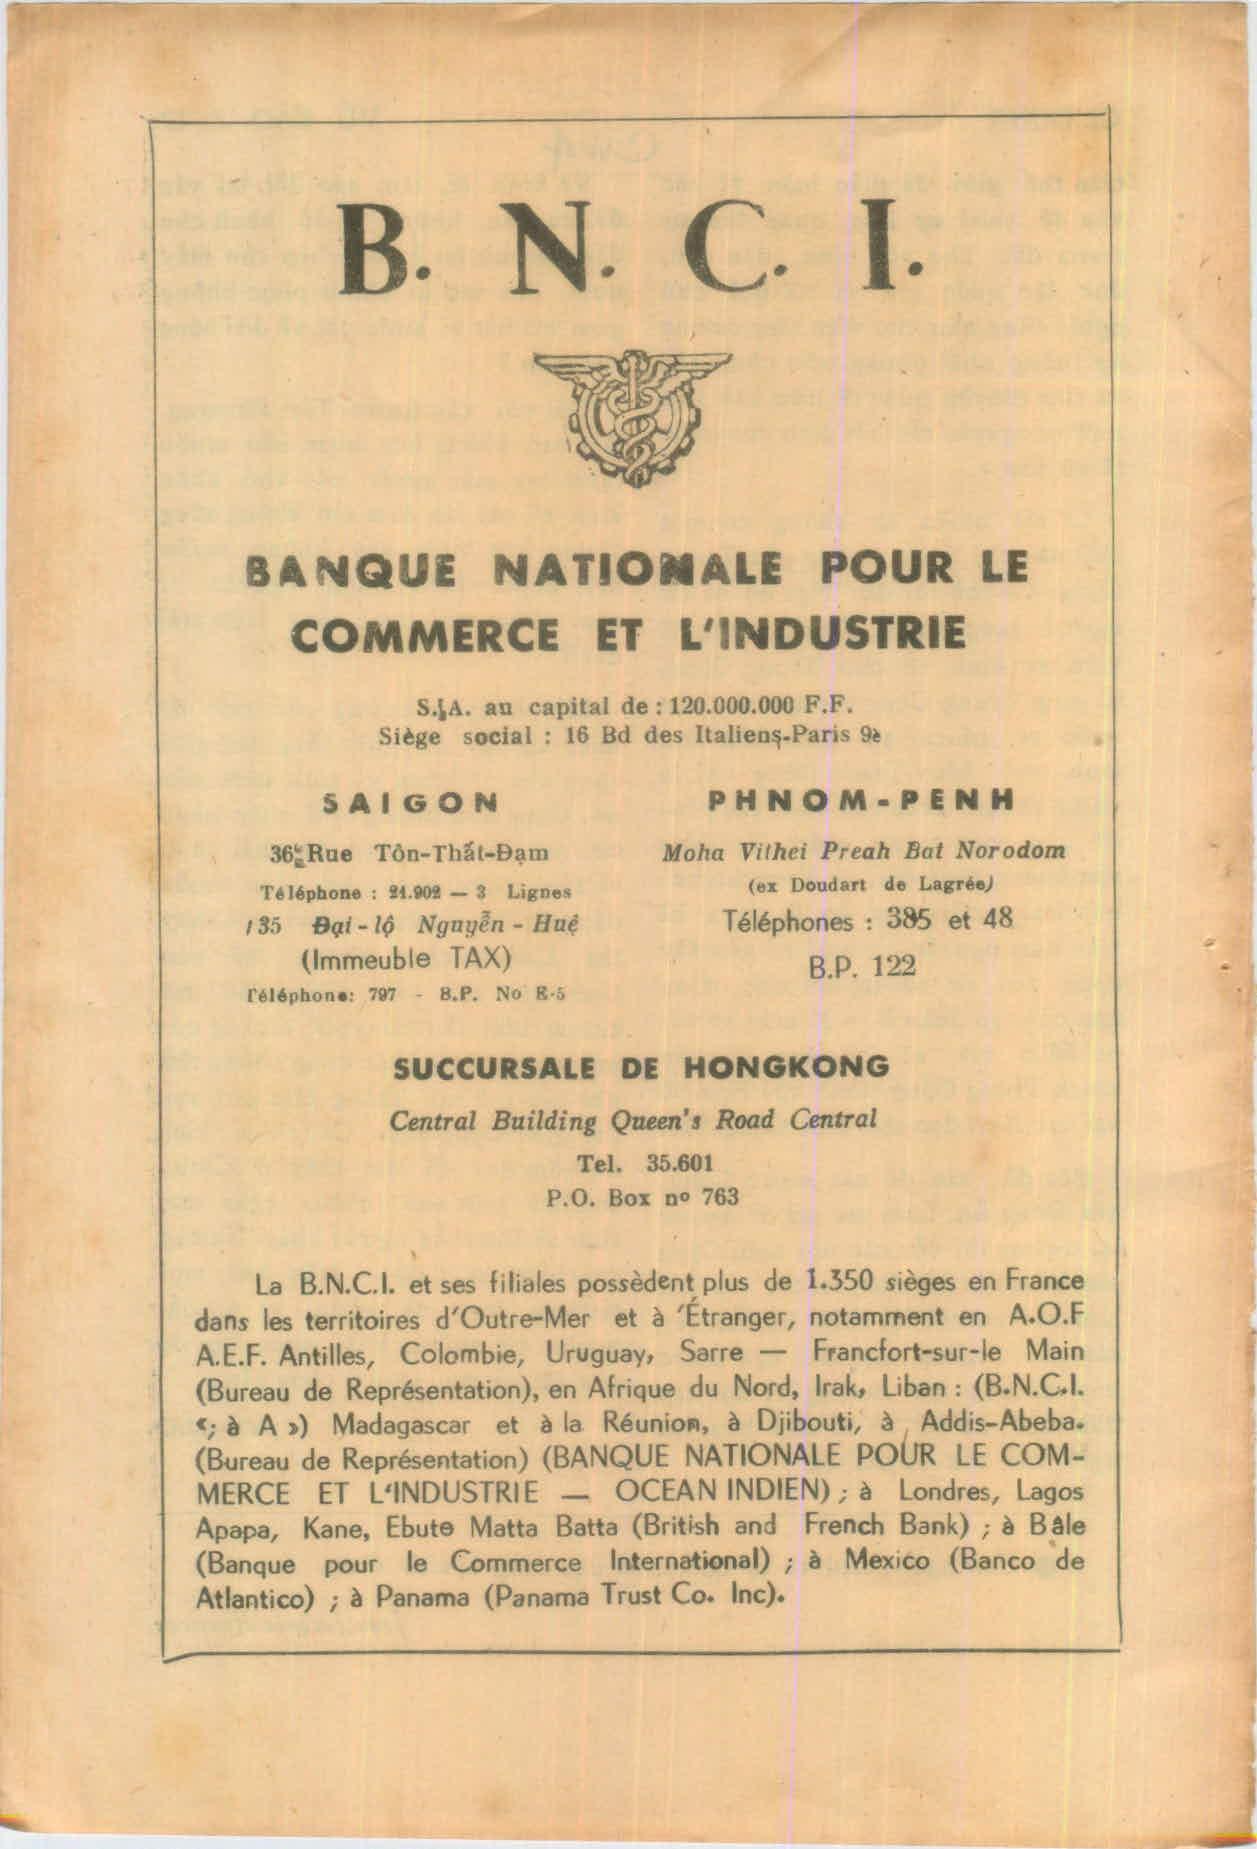 B. N. C. I.
BANQUE NATIONALE POUR LE
COMMERCE ET L'INDUSTRIE
S.A. au capital de : 120.000.000 F.F.
Siège social : 16 Bd des Italiens-Paris 9è
SAIGON
36 Rue Tôn-Thất-Đạm
Téléphone : 21.902 — 3 Lignes
135 Đại-lộ Nguyễn-Huệ
(Immeuble TAX)
Téléphone: 797 - B.P. No E-5
PHNOM-PENH
Moha Vithei Preah Bat Norodom
(ex Doudart de Lagrée)
Téléphones : 385 et 48
B.P. 122
SUCCURSALE DE HONGKONG
Central Building Queen's Road Central
Tel. 35.601
P.O. Box nº 763
La B.N.C.I. et ses filiales possèdent plus de 1.350 sièges en France
dans les territoires d'Outre-Mer et à 'Étranger, notamment en A.O.F
A.E.F. Antilles, Colombie, Uruguay, Sarre — Francfort-sur-le Main
(Bureau de Représentation), en Afrique du Nord, Irak, Liban : (B.N.C.I.
«; à A ») Madagascar et à la Réunion, à Djibouti, à Addis-Abeba.
(Bureau de Représentation) (BANQUE NATIONALE POUR LE COM-
MERCE ET L'INDUSTRIE — OCEAN INDIEN) ; à Londres, Lagos
Apapa, Kane, Ebute Matta Batta (British and French Bank) ; à Bâle
(Banque pour le Commerce International) ; à Mexico (Banco de
Atlantico) ; à Panama (Panama Trust Co. Inc).